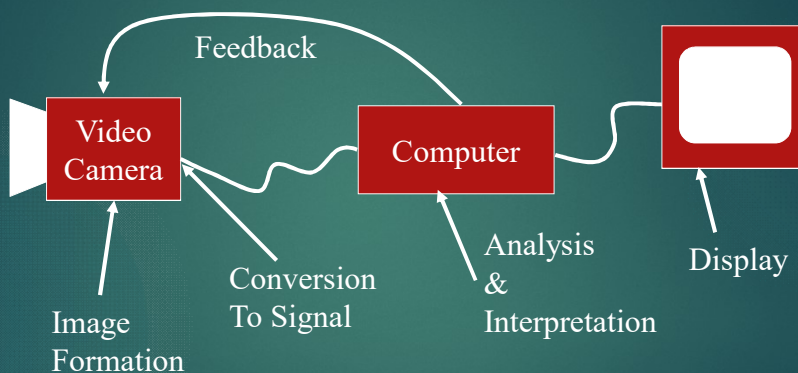 Feedback
Video
Camera
Computer
Image
Formation
Conversion
To Signal
Analysis
&
Interpretation
Display